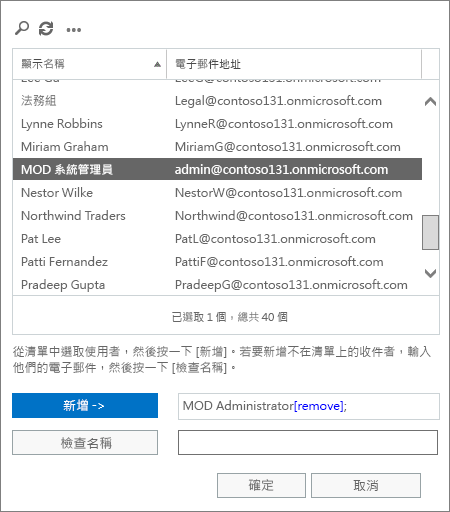 顯示名稱 電子郵件地址
法務組 Legal@contoso131.onmicrosoft.com
Lynne Robbins LynneR@contoso131.onmicrosoft.com
Miriam Graham MiriamG@contoso131.onmicrosoft.com
MOD 系統管理員 admin@contoso131.onmicrosoft.com
Nestor Wilke NestorW@contoso131.onmicrosoft.com
Northwind Traders Northwind@contoso131.onmicrosoft.com
Pat Lee PatL@contoso131.onmicrosoft.com
Patti Fernandez PattiF@contoso131.onmicrosoft.com
Pradeep Gupta PradeepG@contoso131.onmicrosoft.com
已選取 1 個，總共 40 個
從清單中選取使用者，然後按一下 [新增]。若要新增不在清單上的收件者，輸入
他們的電子郵件，然後按一下 [檢查名稱]。
新增 -> MOD Administrator[remove];
檢查名稱
確定 取消